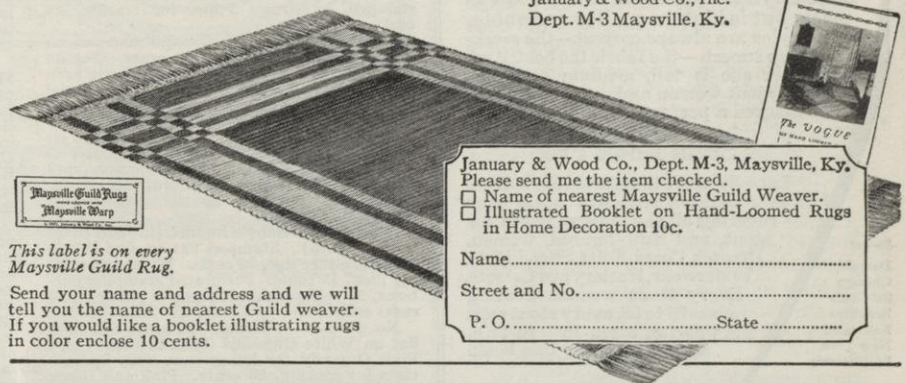 January & Wood Co., Inc.
Dept. M-3 Maysville, Ky.
The VOGUE
Maysville Guild Rugs
Maysville Warp
This label is on every
Maysville Guild Rug.
Send your name and address and we will
tell you the name of nearest Guild weaver.
If you would like a booklet illustrating rugs
in color enclose 10 cents.
January & Wood Co., Dept. M-3, Maysville, Ky.
Please send me the item checked.
Name of nearest Maysville Guild Weaver.
Illustrated Booklet on Hand-Loomed Rugs
in Home Decoration 10c.
Name
Street and No.
P. O. State